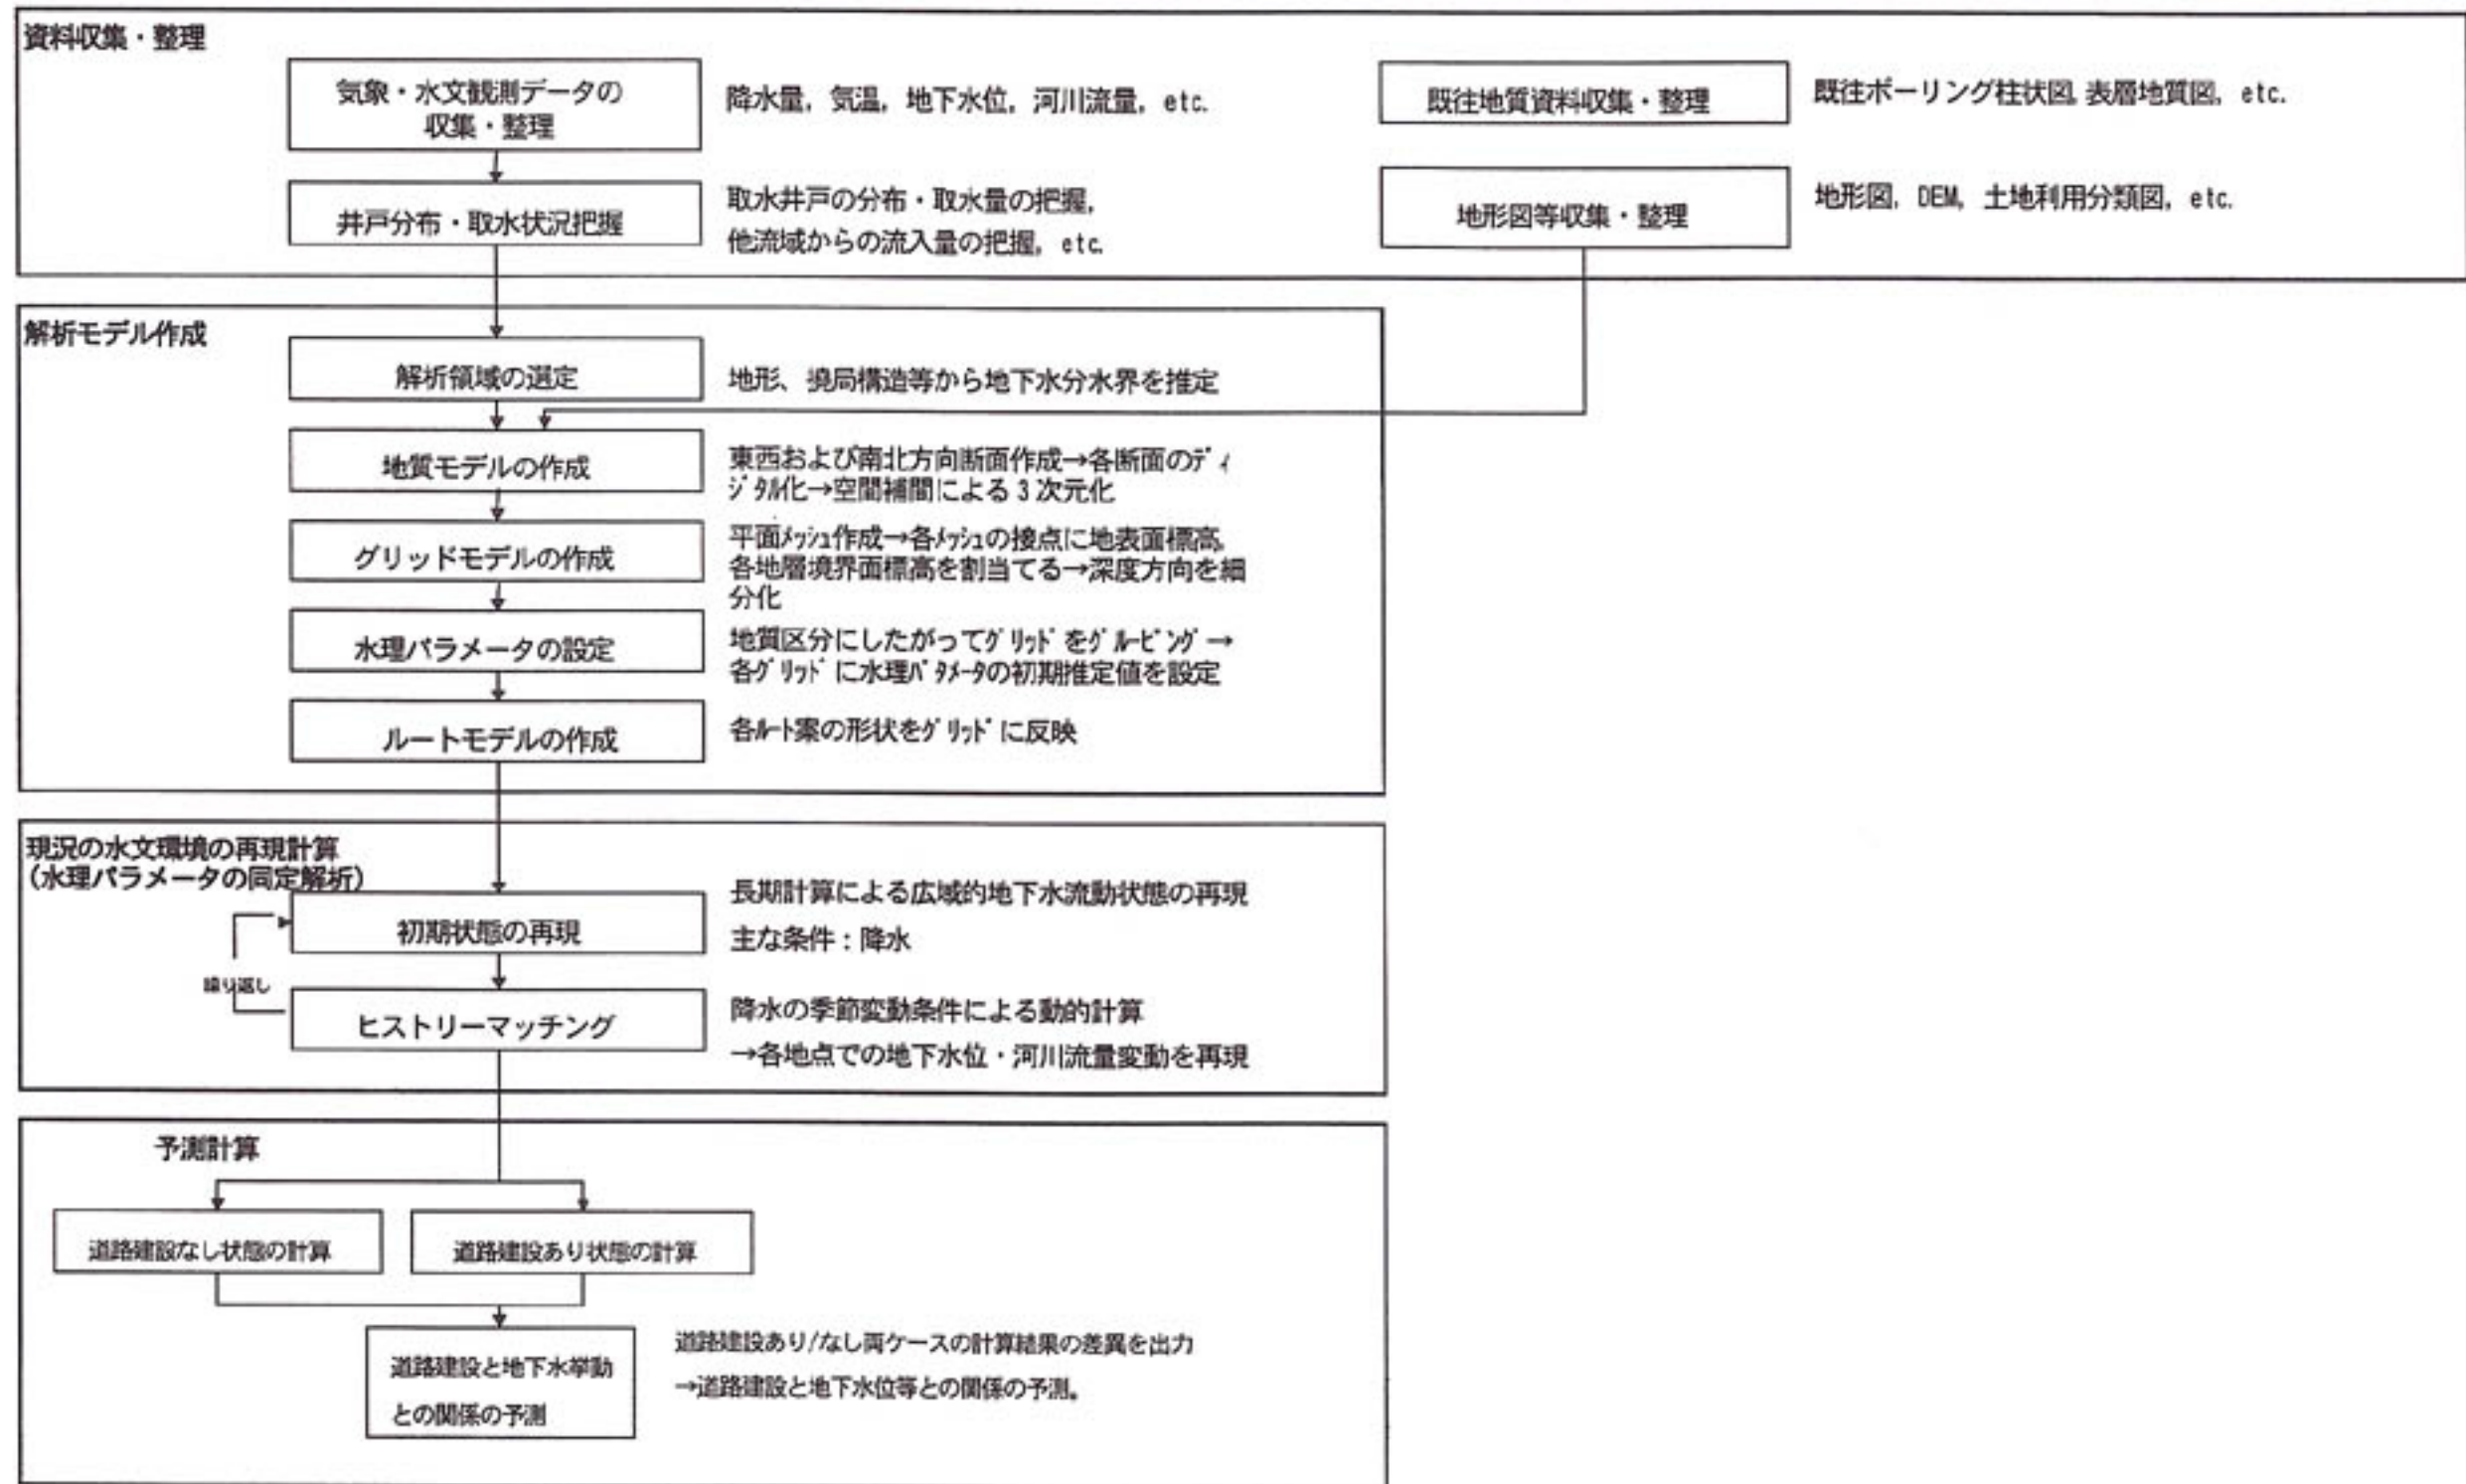 資料収集・整理
気象・水文観測データの
収集・整理
降水量, 気温, 地下水位, 河川流量, etc.
既往地質資料収集・整理
既往ボーリング柱状図, 表層地質図, etc.
井戸分布・取水状況把握
取水井戸の分布・取水量の把握,
他流域からの流入量の把握, etc.
地形図等収集・整理
地形図, DEM, 土地利用分類図, etc.
解析モデル作成
解析領域の選定
地形、撓局構造等から地下水分水界を推定
地質モデルの作成
東西および南北方向断面作成→各断面のディ
ジタル化→空間補間による3次元化
グリッドモデルの作成
平面メッシュ作成→各メッシュの接点に地表面標高,
各地層境界面標高を割当てる→深度方向を細
分化
水理パラメータの設定
地質区分にしたがってグリッドをグルーピング→
各グリッドに水理パタメータの初期推定値を設定
ルートモデルの作成
各ルート案の形状をグリッドに反映
現況の水文環境の再現計算
(水理パラメータの同定解析)
初期状態の再現
長期計算による広域的地下水流動状態の再現
主な条件：降水
繰り返し
ヒストリーマッチング
降水の季節変動条件による動的計算
→各地点での地下水位・河川流量変動を再現
予測計算
道路建設なし状態の計算
道路建設あり状態の計算
道路建設と地下水挙動
との関係の予測
道路建設あり/なし両ケースの計算結果の差異を出力
→道路建設と地下水位等との関係の予測。